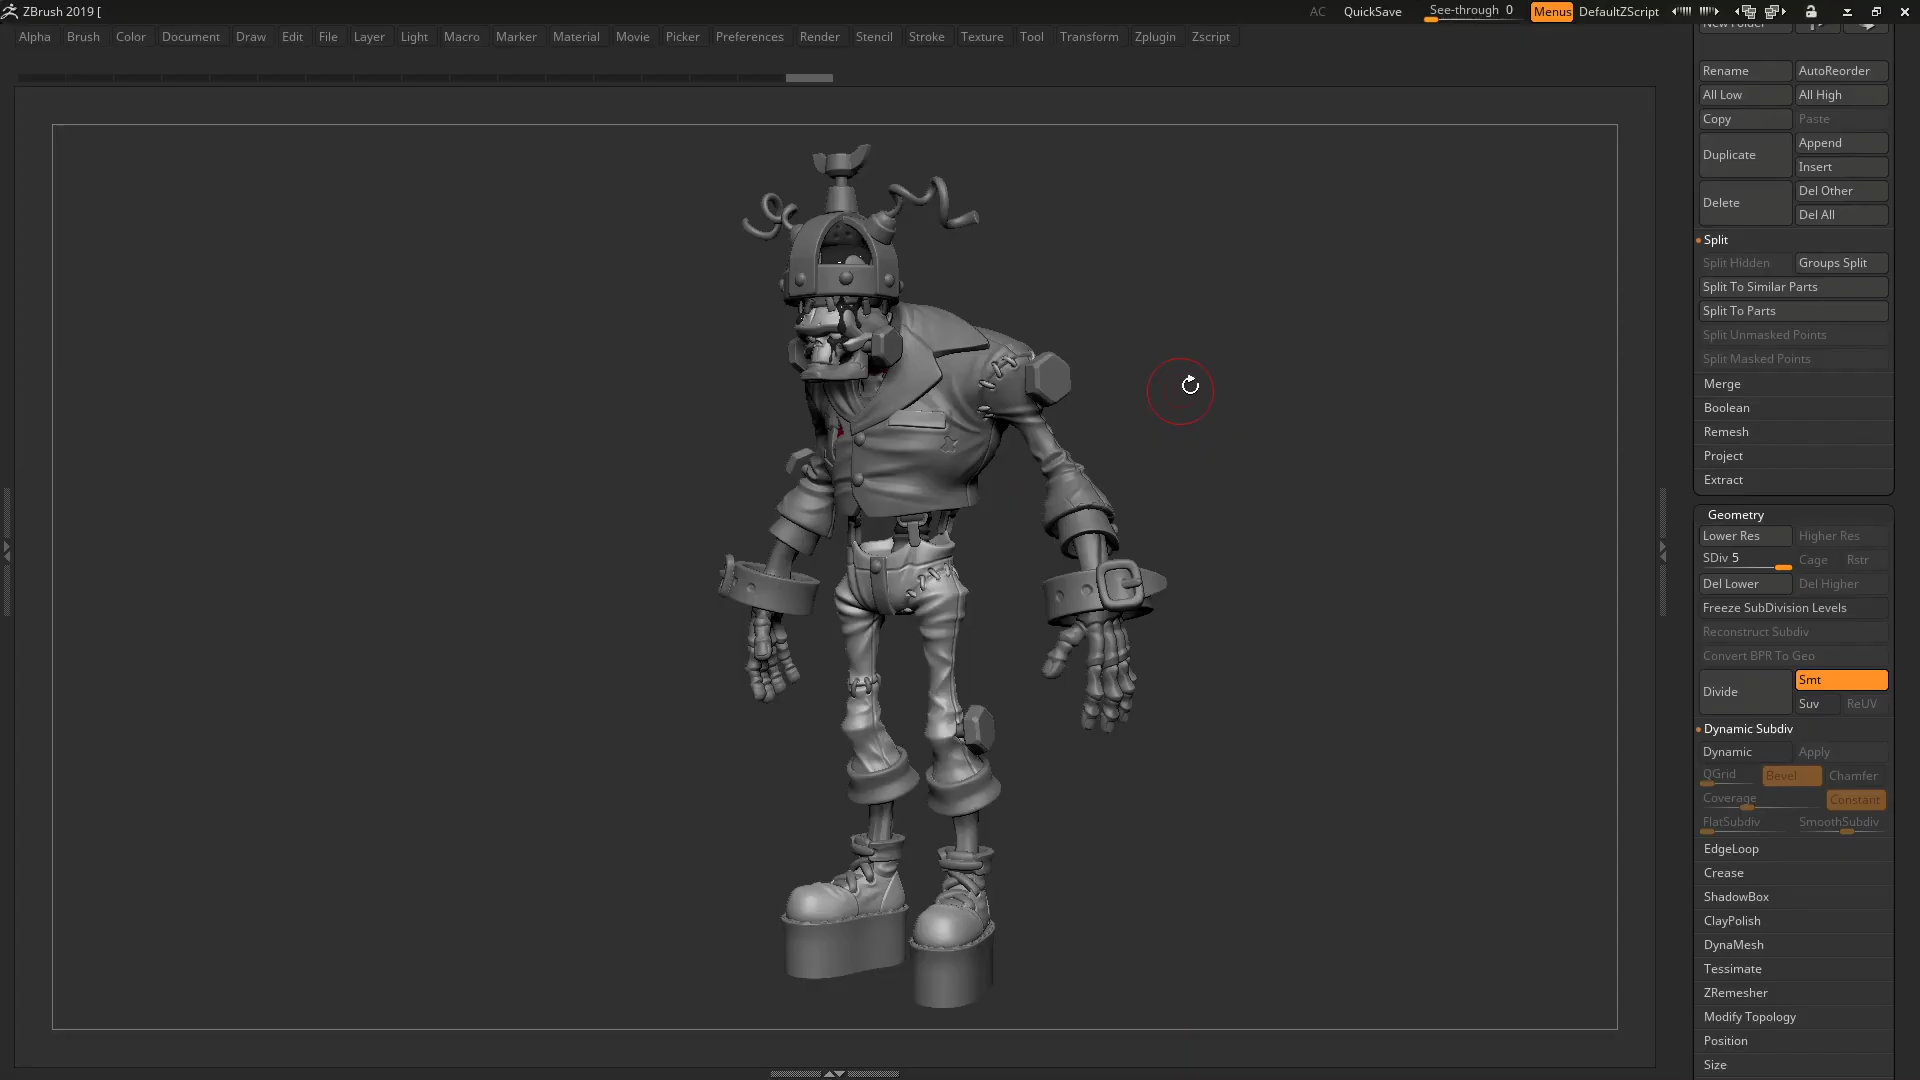 ZBrush 2019 [
AC QuickSave See-through 0 Menus DefaultZScript
Alpha Brush Color Document Draw Edit File Layer Light Macro Marker Material Movie Picker Preferences Render Stencil Stroke Texture Tool Transform Zplugin Zscript
New Folder
Rename AutoReorder
All Low All High
Copy Paste
Duplicate Append
Insert
Delete Del Other
Del All
Split
Split Hidden Groups Split
Split To Similar Parts
Split To Parts
Split Unmasked Points
Split Masked Points
Merge
Boolean
Remesh
Project
Extract
Geometry
Lower Res Higher Res
SDiv 5 Cage Rstr
Del Lower Del Higher
Freeze SubDivision Levels
Reconstruct Subdiv
Convert BPR To Geo
Divide Smt
Suv ReUV
Dynamic Subdiv
Dynamic Apply
QGrid Bevel Chamfer
Coverage Constant
FlatSubdiv SmoothSubdiv
EdgeLoop
Crease
ShadowBox
ClayPolish
DynaMesh
Tessimate
ZRemesher
Modify Topology
Position
Size